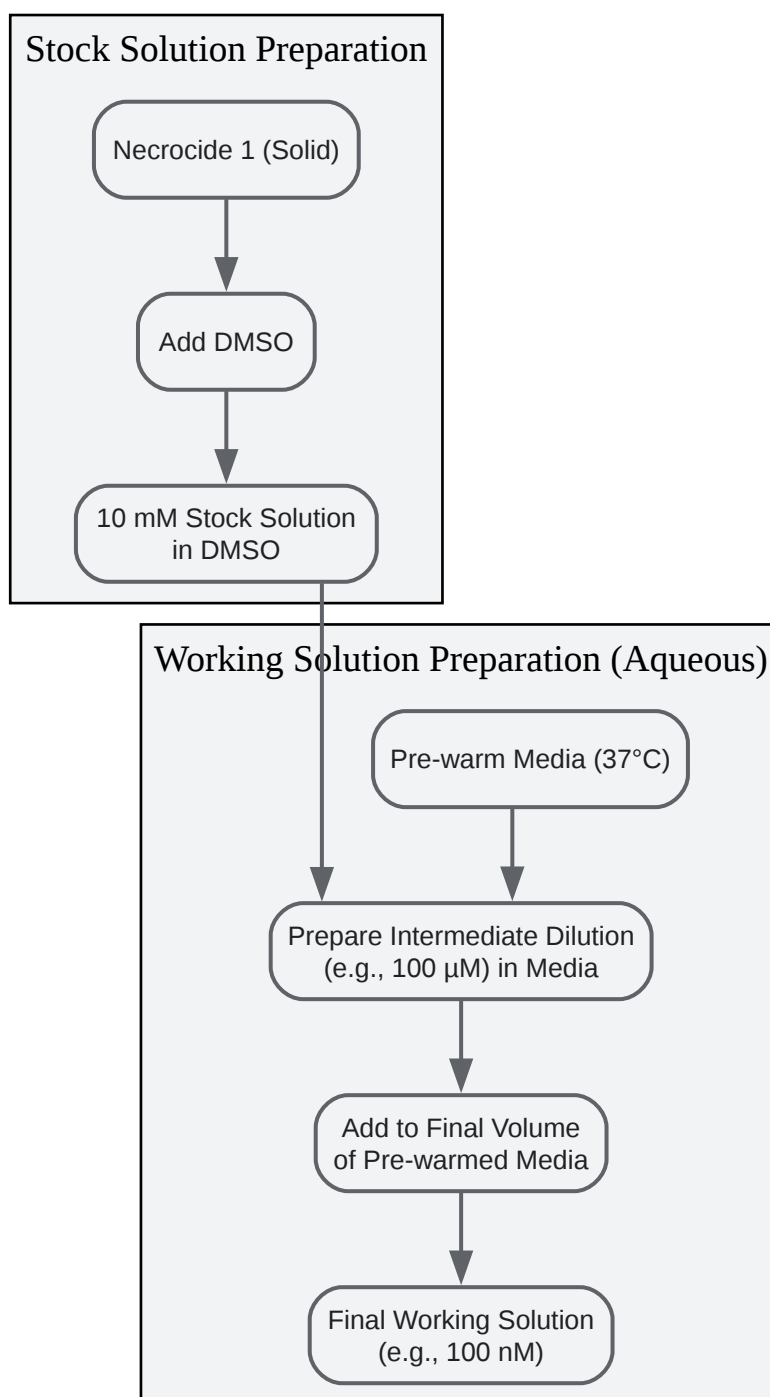 Stock Solution Preparation
Necrocide 1 (Solid)
Add DMSO
10 mM Stock Solution
in DMSO
Working Solution Preparation (Aqueous)
Pre-warm Media (37°C)
Prepare Intermediate Dilution
(e.g., 100 µM) in Media
Add to Final Volume
of Pre-warmed Media
Final Working Solution
(e.g., 100 nM)